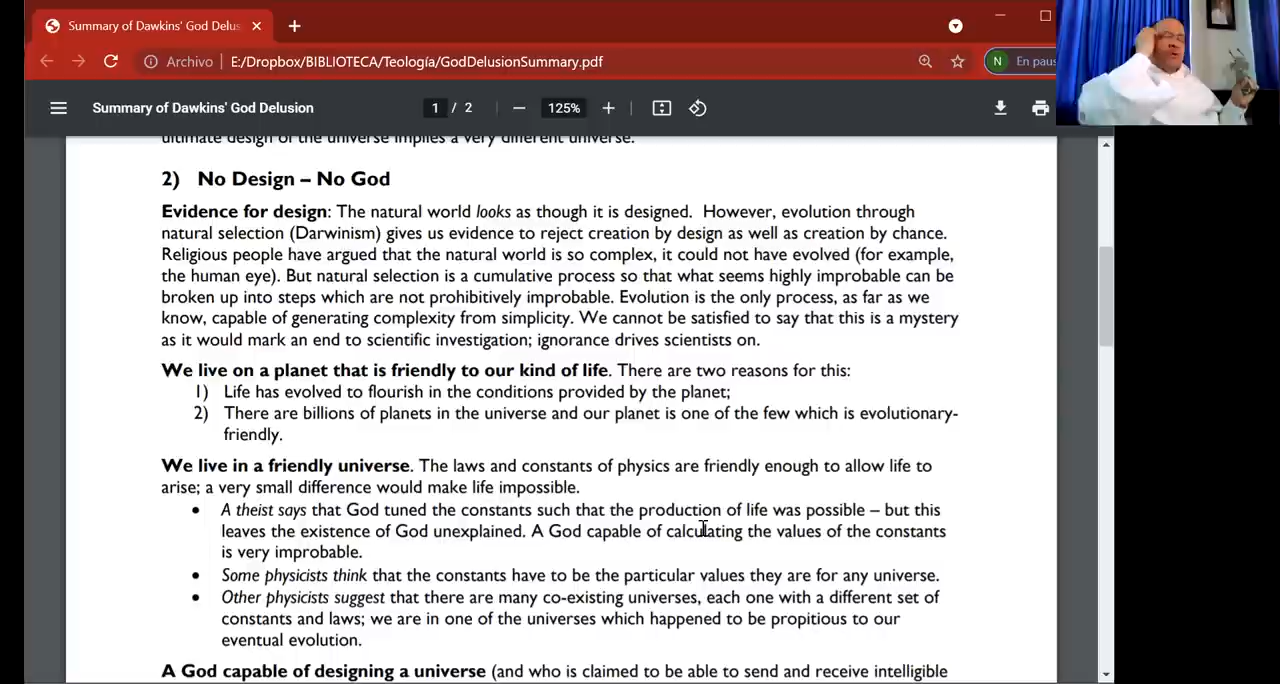 Summary of Dawkins' God Delus
Archivo | E:/Dropbox/BIBLIOTECA/Teología/GodDelusionSummary.pdf
N En paus
Summary of Dawkins' God Delusion 1 / 2 125%
ultimate design of the universe implies a very different universe.
2) No Design – No God
Evidence for design: The natural world looks as though it is designed. However, evolution through
natural selection (Darwinism) gives us evidence to reject creation by design as well as creation by chance.
Religious people have argued that the natural world is so complex, it could not have evolved (for example,
the human eye). But natural selection is a cumulative process so that what seems highly improbable can be
broken up into steps which are not prohibitively improbable. Evolution is the only process, as far as we
know, capable of generating complexity from simplicity. We cannot be satisfied to say that this is a mystery
as it would mark an end to scientific investigation; ignorance drives scientists on.
We live on a planet that is friendly to our kind of life. There are two reasons for this:
1) Life has evolved to flourish in the conditions provided by the planet;
2) There are billions of planets in the universe and our planet is one of the few which is evolutionary-
friendly.
We live in a friendly universe. The laws and constants of physics are friendly enough to allow life to
arise; a very small difference would make life impossible.
• A theist says that God tuned the constants such that the production of life was possible – but this
leaves the existence of God unexplained. A God capable of calculating the values of the constants
is very improbable.
• Some physicists think that the constants have to be the particular values they are for any universe.
• Other physicists suggest that there are many co-existing universes, each one with a different set of
constants and laws; we are in one of the universes which happened to be propitious to our
eventual evolution.
A God capable of designing a universe (and who is claimed to be able to send and receive intelligible